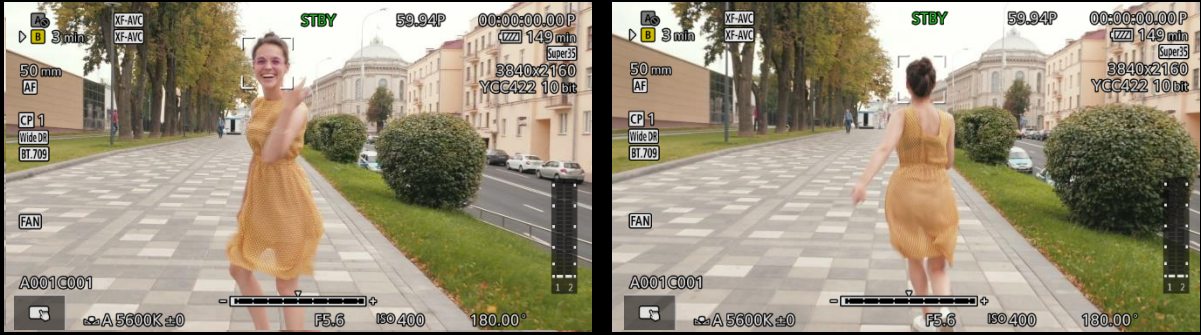 A STBY 59.94P 00:00:00.00 P
B 3 min XF-AVC XF-AVC 149 min
Super35
50 mm 3840x2160
AF YCC422 10 bit
CP 1
Wide DR
BT.709
FAN
A001C001
1 2
− +
A 5600K ±0 F5.6 ISO 400 180.00°
A STBY 59.94P 00:00:00.00 P
B 3 min XF-AVC XF-AVC 149 min
Super35
50 mm 3840x2160
AF YCC422 10 bit
CP 1
Wide DR
BT.709
FAN
A001C001
1 2
− +
A 5600K ±0 F5.6 ISO 400 180.00°